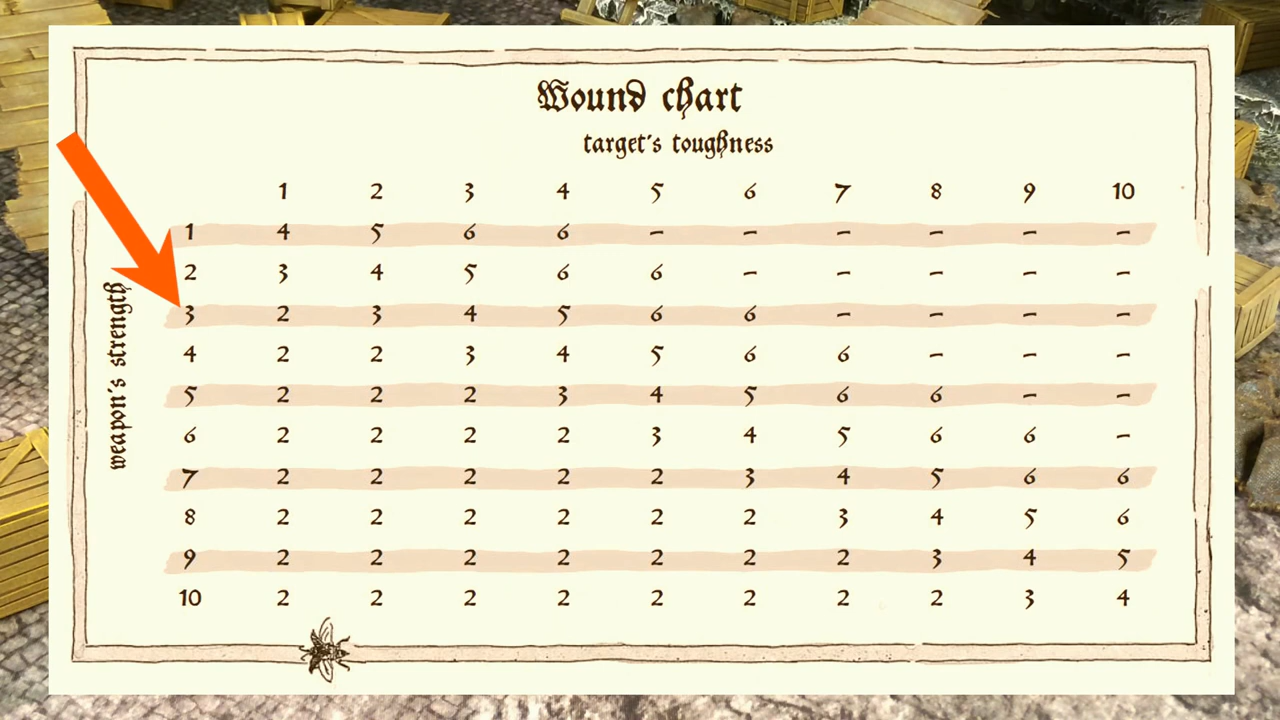 Wound chart
target's toughness
1 2 3 4 5 6 7 8 9 10
weapon's strength
1 4 5 6 6 - - - - - -
2 3 4 5 6 6 - - - - -
3 2 3 4 5 6 6 - - - -
4 2 2 3 4 5 6 6 - - -
5 2 2 2 3 4 5 6 6 - -
6 2 2 2 2 3 4 5 6 6 -
7 2 2 2 2 2 3 4 5 6 6
8 2 2 2 2 2 2 3 4 5 6
9 2 2 2 2 2 2 2 3 4 5
10 2 2 2 2 2 2 2 2 3 4